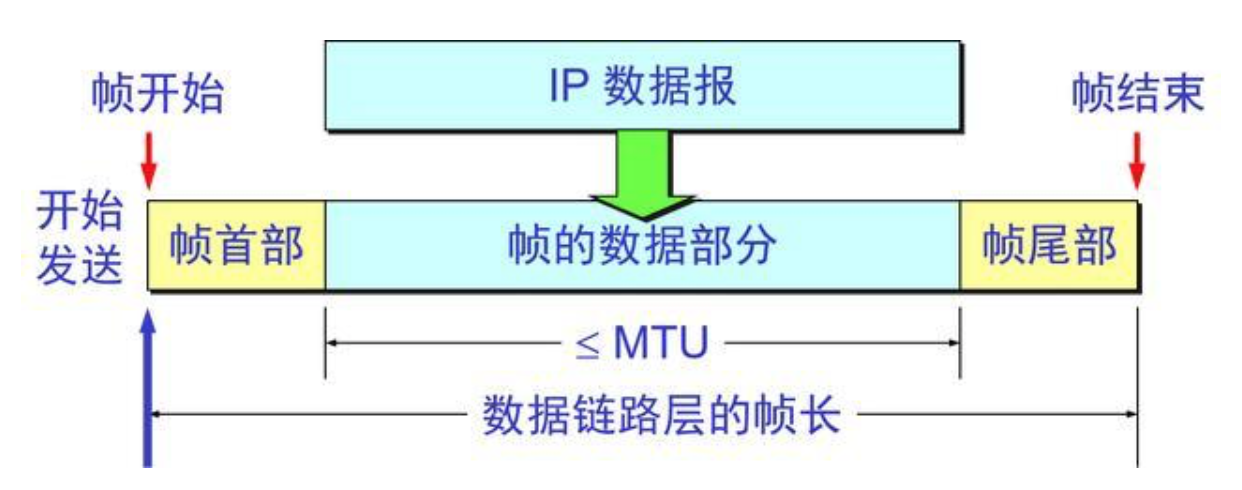 IP 数据报
帧开始
帧结束
开始
发送
帧首部
帧的数据部分
帧尾部
≤ MTU
数据链路层的帧长